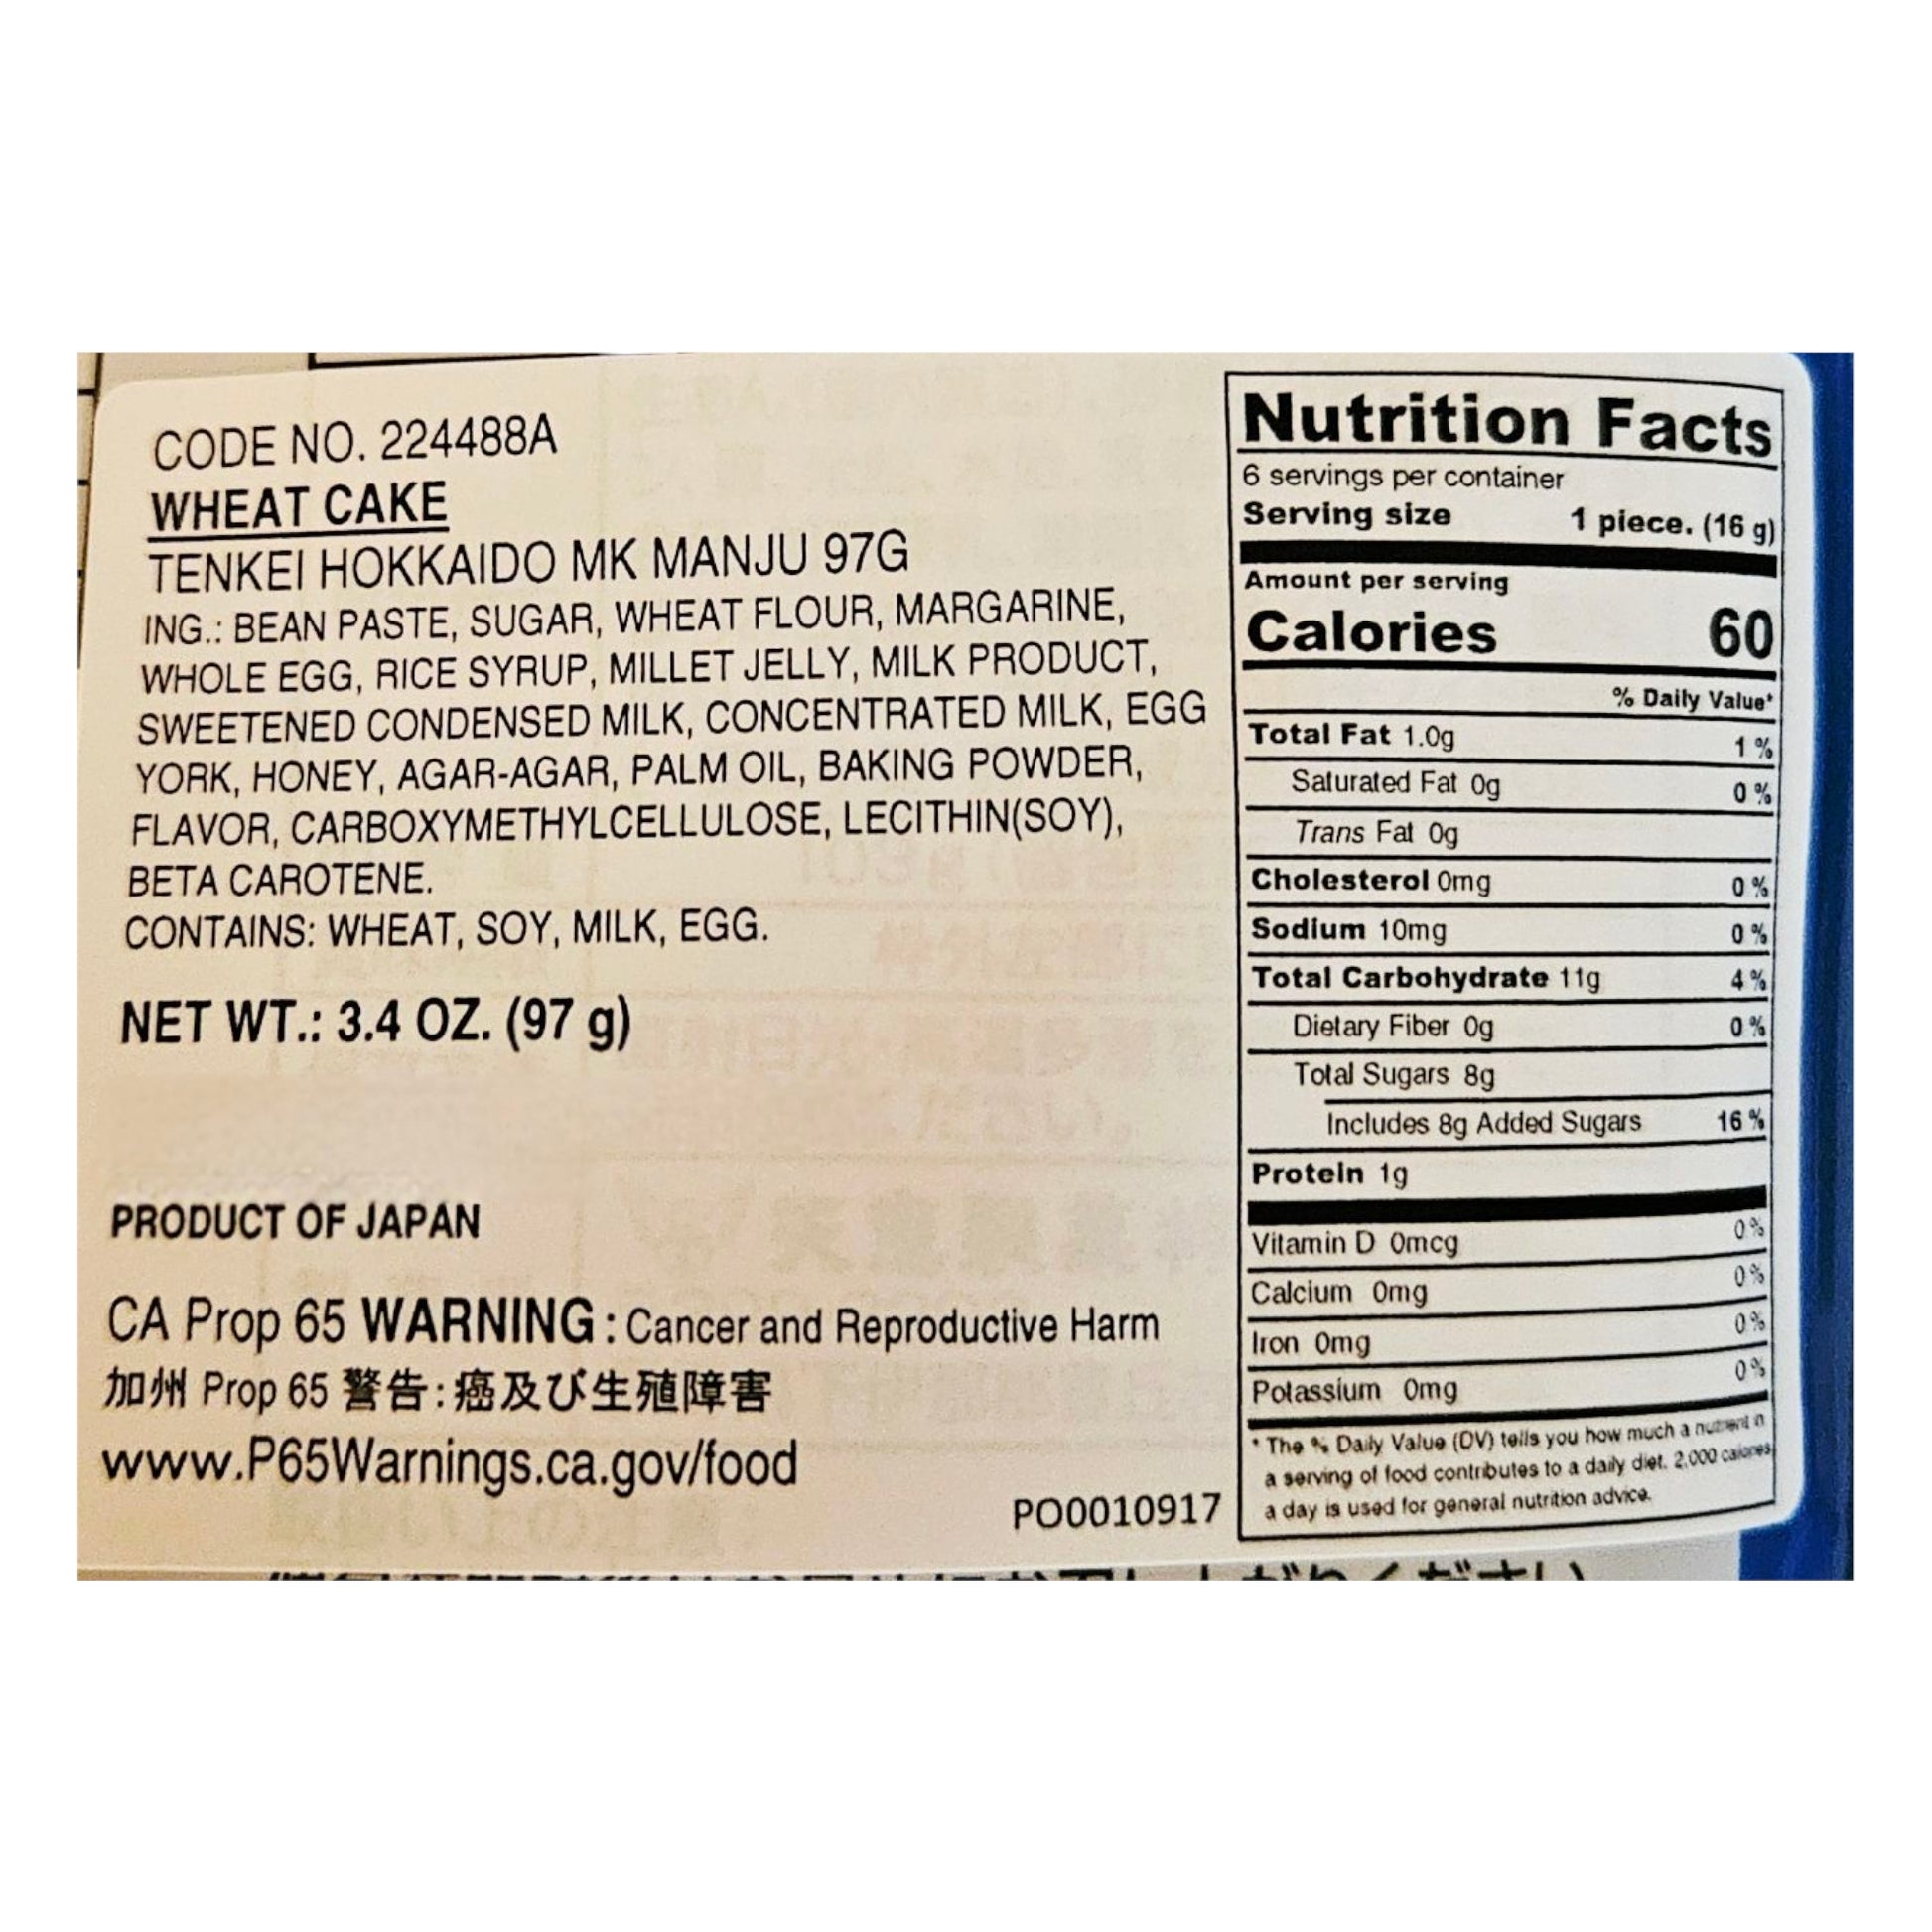 CODE NO. 224488A
WHEAT CAKE
TENKEI HOKKAIDO MK MANJU 97G
ING.: BEAN PASTE, SUGAR, WHEAT FLOUR, MARGARINE,
WHOLE EGG, RICE SYRUP, MILLET JELLY, MILK PRODUCT,
SWEETENED CONDENSED MILK, CONCENTRATED MILK, EGG
YORK, HONEY, AGAR-AGAR, PALM OIL, BAKING POWDER,
FLAVOR, CARBOXYMETHYLCELLULOSE, LECITHIN(SOY),
BETA CAROTENE.
CONTAINS: WHEAT, SOY, MILK, EGG.
NET WT.: 3.4 OZ. (97 g)
PRODUCT OF JAPAN
CA Prop 65 WARNING : Cancer and Reproductive Harm
加州 Prop 65 警告: 癌及び生殖障害
www.P65Warnings.ca.gov/food
PO0010917
Nutrition Facts
6 servings per container
Serving size 1 piece. (16 g)
Amount per serving
Calories 60
% Daily Value*
Total Fat 1.0g 1 %
Saturated Fat 0g 0 %
Trans Fat 0g
Cholesterol 0mg 0 %
Sodium 10mg 0 %
Total Carbohydrate 11g 4 %
Dietary Fiber 0g 0 %
Total Sugars 8g
Includes 8g Added Sugars 16 %
Protein 1g
Vitamin D 0mcg 0 %
Calcium 0mg 0 %
Iron 0mg 0 %
Potassium 0mg 0 %
* The % Daily Value (DV) tells you how much a nutrient in
a serving of food contributes to a daily diet. 2,000 calories
a day is used for general nutrition advice.